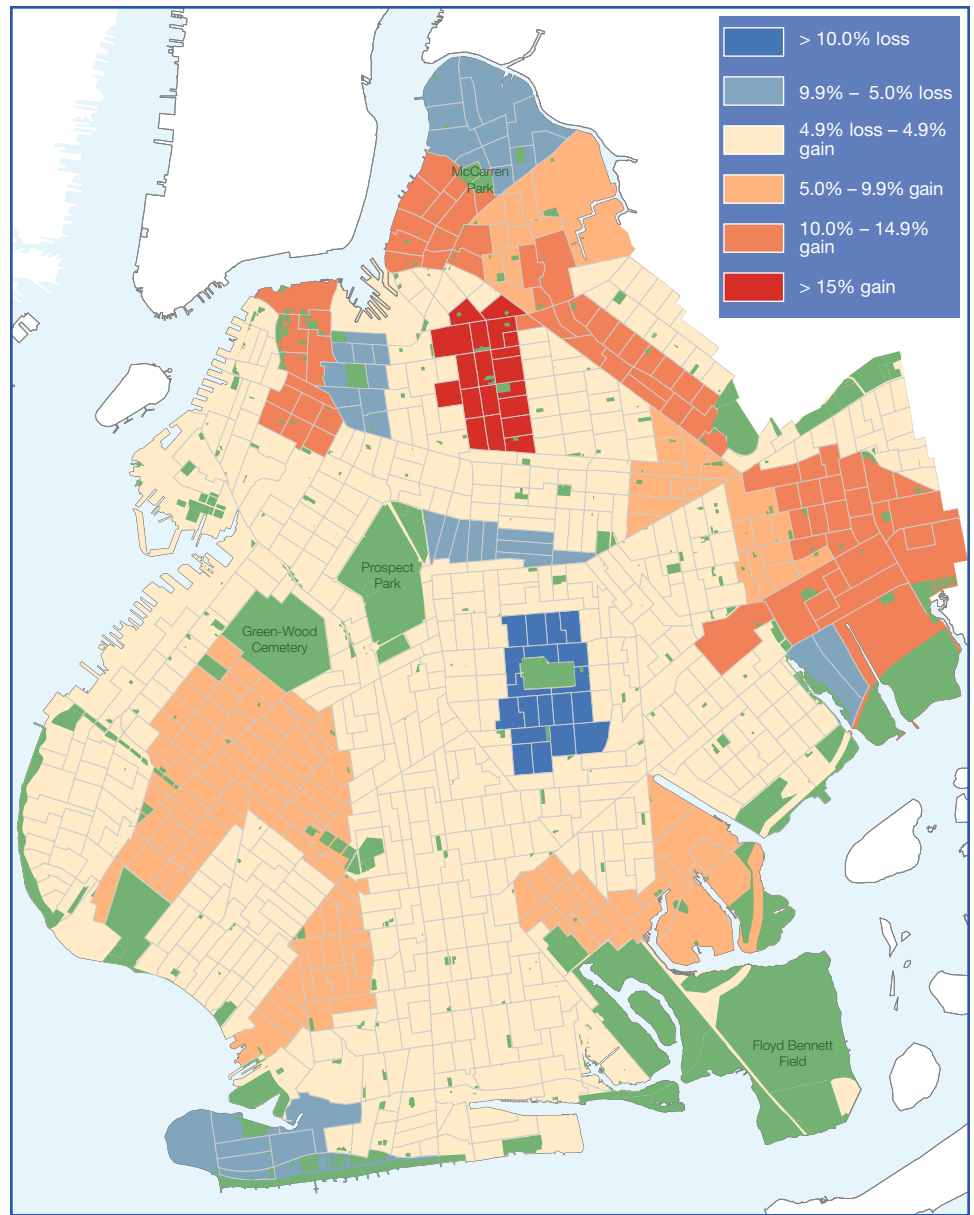 > 10.0% loss
9.9% – 5.0% loss
4.9% loss – 4.9%
gain
5.0% – 9.9% gain
10.0% – 14.9%
gain
> 15% gain
McCarren
Park
Prospect
Park
Green-Wood
Cemetery
Floyd Bennett
Field